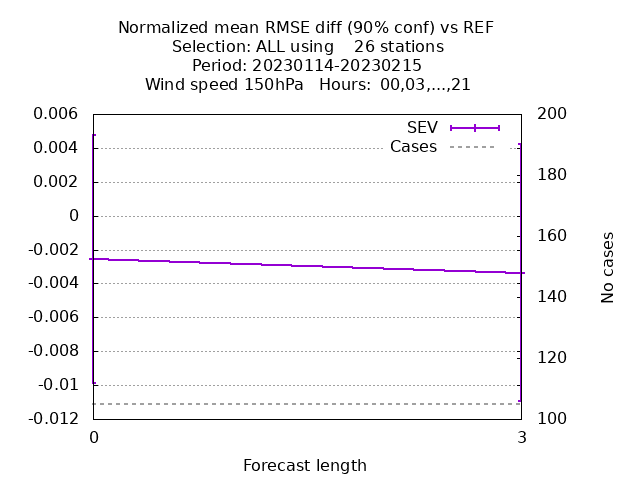 Normalized mean RMSE diff (90% conf) vs REF
Selection: ALL using    26 stations
Period: 20230114-20230215
Wind speed 150hPa   Hours:  00,03,...,21
0.006
0.004
0.002
0
-0.002
-0.004
-0.006
-0.008
-0.01
-0.012
SEV
Cases
200
180
160
140
120
100
No cases
0
3
Forecast length